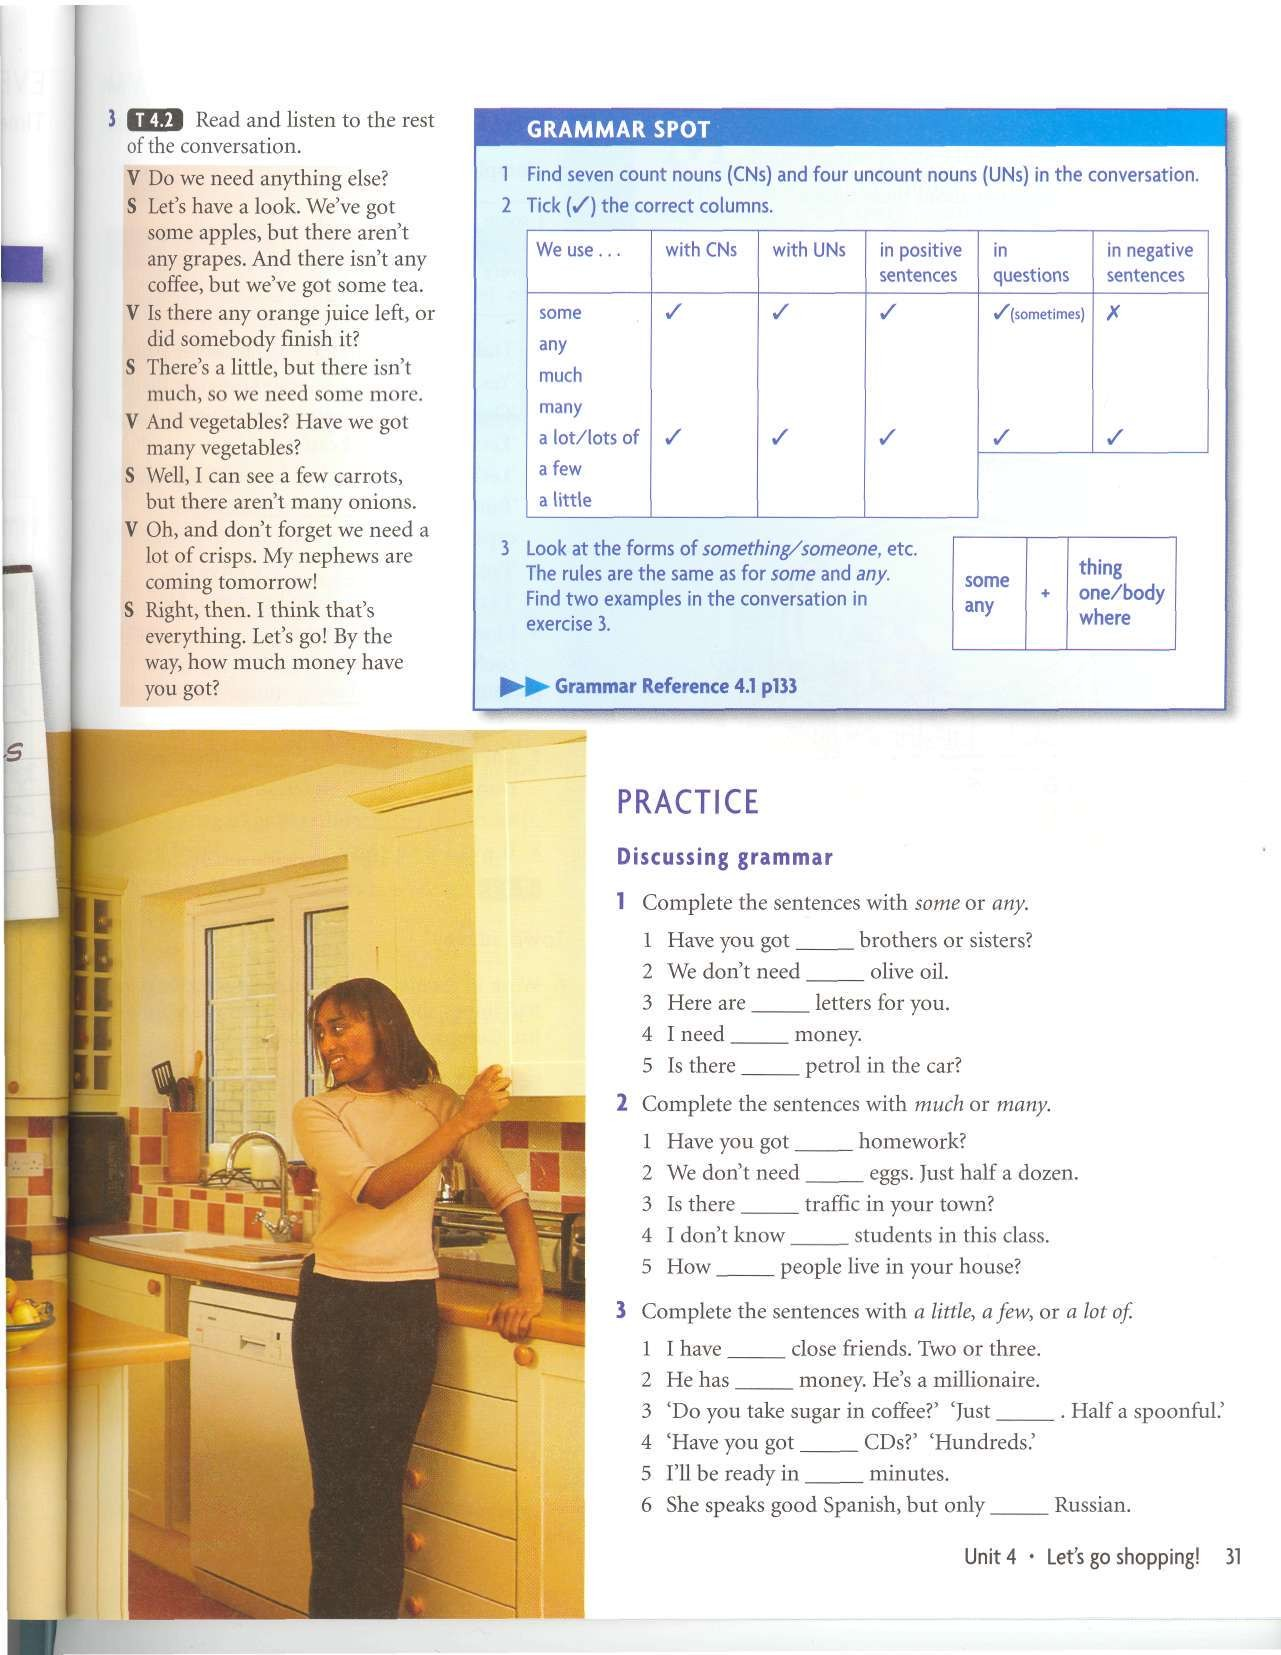 3 T 4.2 Read and listen to the rest
of the conversation.
V Do we need anything else?
S Let's have a look. We've got
some apples, but there aren't
any grapes. And there isn't any
coffee, but we've got some tea.
V Is there any orange juice left, or
did somebody finish it?
S There's a little, but there isn't
much, so we need some more.
V And vegetables? Have we got
many vegetables?
S Well, I can see a few carrots,
but there aren't many onions.
V Oh, and don't forget we need a
lot of crisps. My nephews are
coming tomorrow!
S Right, then. I think that's
everything. Let's go! By the
way, how much money have
you got?
GRAMMAR SPOT
1 Find seven count nouns (CNs) and four uncount nouns (UNs) in the conversation.
2 Tick (✓) the correct columns.
We use . . . with CNs with UNs in positive sentences in questions in negative sentences
some ✓ ✓ ✓ ✓(sometimes) ✗
any
much
many
a lot/lots of ✓ ✓ ✓ ✓ ✓
a few
a little
3 Look at the forms of something/someone, etc.
The rules are the same as for some and any.
Find two examples in the conversation in
exercise 3.
some
any
+
thing
one/body
where
►► Grammar Reference 4.1 p133
s
PRACTICE
Discussing grammar
1 Complete the sentences with some or any.
1 Have you got _____ brothers or sisters?
2 We don't need _____ olive oil.
3 Here are _____ letters for you.
4 I need _____ money.
5 Is there _____ petrol in the car?
2 Complete the sentences with much or many.
1 Have you got _____ homework?
2 We don't need _____ eggs. Just half a dozen.
3 Is there _____ traffic in your town?
4 I don't know _____ students in this class.
5 How _____ people live in your house?
3 Complete the sentences with a little, a few, or a lot of.
1 I have _____ close friends. Two or three.
2 He has _____ money. He's a millionaire.
3 ‘Do you take sugar in coffee?’ ‘Just _____ . Half a spoonful.’
4 ‘Have you got _____ CDs?’ ‘Hundreds.’
5 I'll be ready in _____ minutes.
6 She speaks good Spanish, but only _____ Russian.
Unit 4 • Let's go shopping! 31